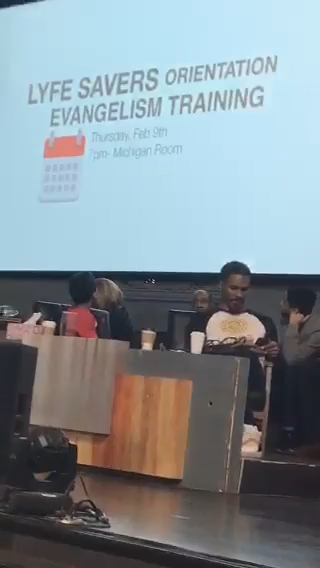 LYFE SAVERS ORIENTATION
EVANGELISM TRAINING
Thursday, Feb 9th
7pm- Michigan Room